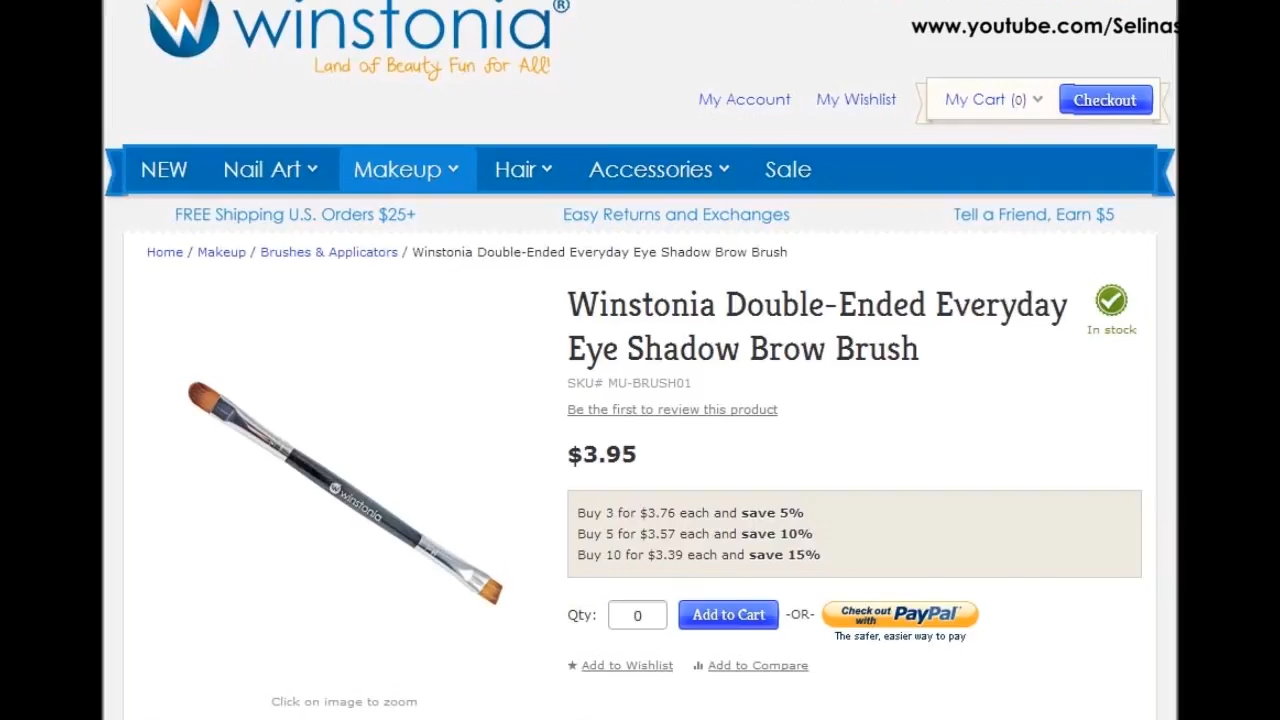 winstonia®
Land of Beauty Fun for All!
www.youtube.com/Selinas
My Account My Wishlist My Cart (0) Checkout
NEW Nail Art Makeup Hair Accessories Sale
FREE Shipping U.S. Orders $25+ Easy Returns and Exchanges Tell a Friend, Earn $5
Home / Makeup / Brushes & Applicators / Winstonia Double-Ended Everyday Eye Shadow Brow Brush
Winstonia Double-Ended Everyday
Eye Shadow Brow Brush
In stock
SKU# MU-BRUSH01
Be the first to review this product
$3.95
winstonia
Buy 3 for $3.76 each and save 5%
Buy 5 for $3.57 each and save 10%
Buy 10 for $3.39 each and save 15%
Qty: 0 Add to Cart -OR- Check out with PayPal
The safer, easier way to pay
Add to Wishlist Add to Compare
Click on image to zoom